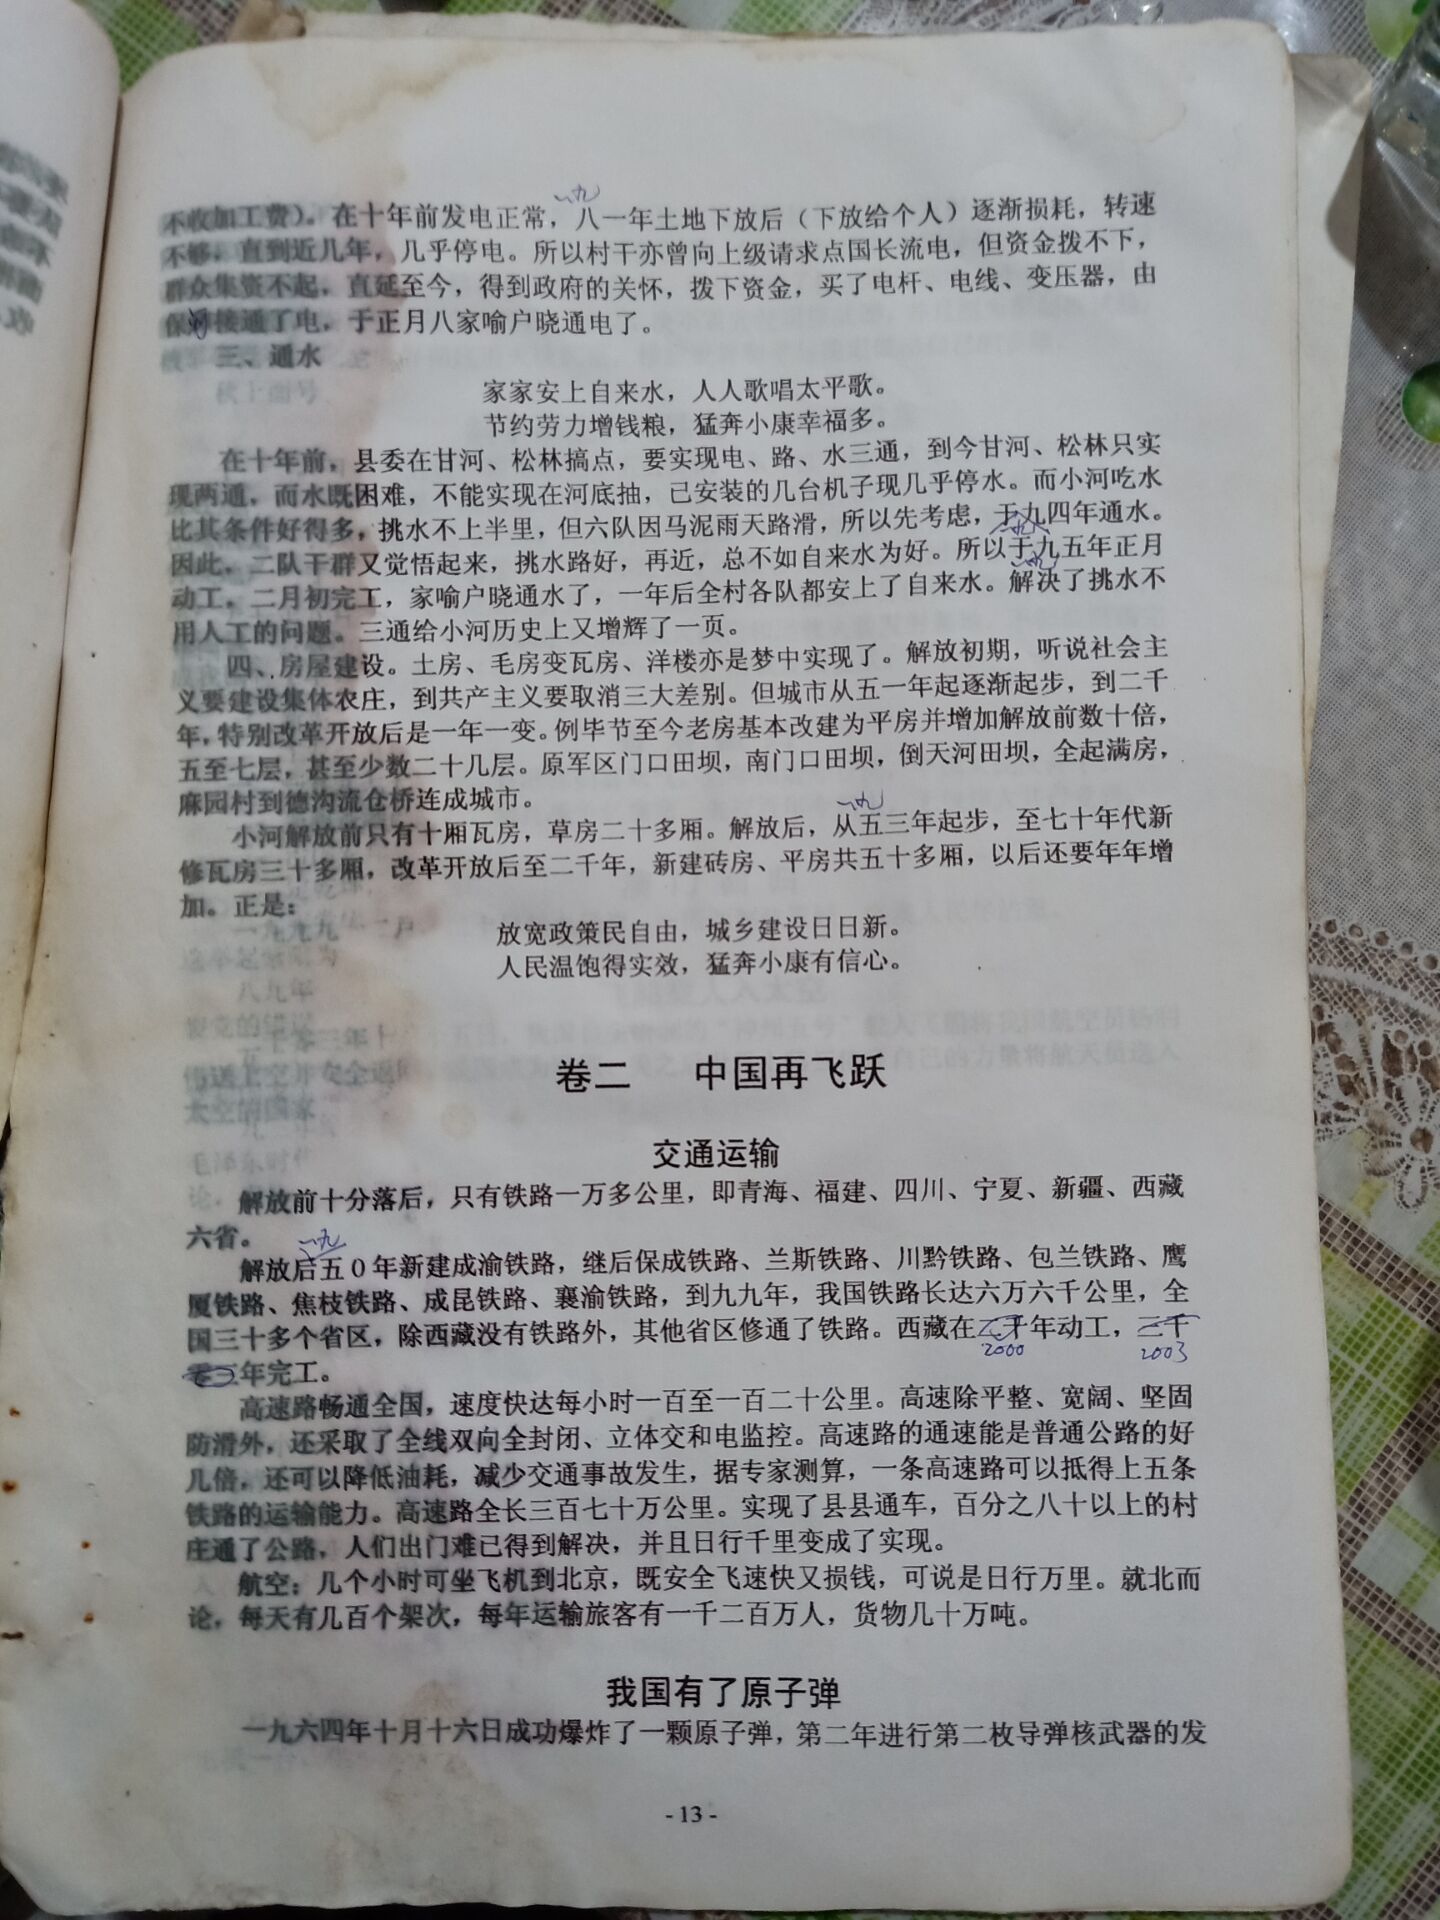 一九
不收加工费)。在十年前发电正常，八一年土地下放后（下放给个人）逐渐损耗，转速
不够，直到近几年，几乎停电。所以村干亦曾向上级请求点国长流电，但资金拨不下，
群众集资不起，直延至今，得到政府的关怀，拨下资金，买了电杆、电线、变压器，由
保 接通了电，于正月八家喻户晓通电了。
三、通水
家家安上自来水，人人歌唱太平歌。
节约劳力增钱粮，猛奔小康幸福多。
在十年前，县委在甘河、松林搞点，要实现电、路、水三通，到今甘河、松林只实
现两通，而水既困难，不能实现在河底抽，已安装的几台机子现几乎停水。而小河吃水
比其条件好得多，挑水不上半里，但六队因马泥雨天路滑，所以先考虑，于九四年通水。
一九
因此，二队干群又觉悟起来，挑水路好，再近，总不如自来水为好。所以于九五年正月
一九
动工，二月初完工，家喻户晓通水了，一年后全村各队都安上了自来水。解决了挑水不
用人工的问题。三通给小河历史上又增辉了一页。
四、房屋建设。土房、毛房变瓦房、洋楼亦是梦中实现了。解放初期，听说社会主
义要建设集体农庄，到共产主义要取消三大差别。但城市从五一年起逐渐起步，到二千
年，特别改革开放后是一年一变。例毕节至今老房基本改建为平房并增加解放前数十倍，
五至七层，甚至少数二十几层。原军区门口田坝，南门口田坝，倒天河田坝，全起满房，
麻园村到德沟流仓桥连成城市。
一九
小河解放前只有十厢瓦房，草房二十多厢。解放后，从五三年起步，至七十年代新
修瓦房三十多厢，改革开放后至二千年，新建砖房、平房共五十多厢，以后还要年年增
加。正是：
放宽政策民自由，城乡建设日日新。
人民温饱得实效，猛奔小康有信心。
卷二 中国再飞跃
交通运输
解放前十分落后，只有铁路一万多公里，即青海、福建、四川、宁夏、新疆、西藏
六省。
一九
解放后五0年新建成渝铁路，继后保成铁路、兰斯铁路、川黔铁路、包兰铁路、鹰
厦铁路、焦枝铁路、成昆铁路、襄渝铁路，到九九年，我国铁路长达六万六千公里，全
国三十多个省区，除西藏没有铁路外，其他省区修通了铁路。西藏在二千年动工，二千
2000 2003
零三年完工。
高速路畅通全国，速度快达每小时一百至一百二十公里。高速除平整、宽阔、坚固
防滑外，还采取了全线双向全封闭、立体交和电监控。高速路的通速能是普通公路的好
几倍，还可以降低油耗，减少交通事故发生，据专家测算，一条高速路可以抵得上五条
铁路的运输能力。高速路全长三百七十万公里。实现了县县通车，百分之八十以上的村
庄通了公路，人们出门难已得到解决，并且日行千里变成了实现。
航空：几个小时可坐飞机到北京，既安全飞速快又损钱，可说是日行万里。就北而
论，每天有几百个架次，每年运输旅客有一千二百万人，货物几十万吨。
我国有了原子弹
一九六四年十月十六日成功爆炸了一颗原子弹，第二年进行第二枚导弹核武器的发
- 13 -